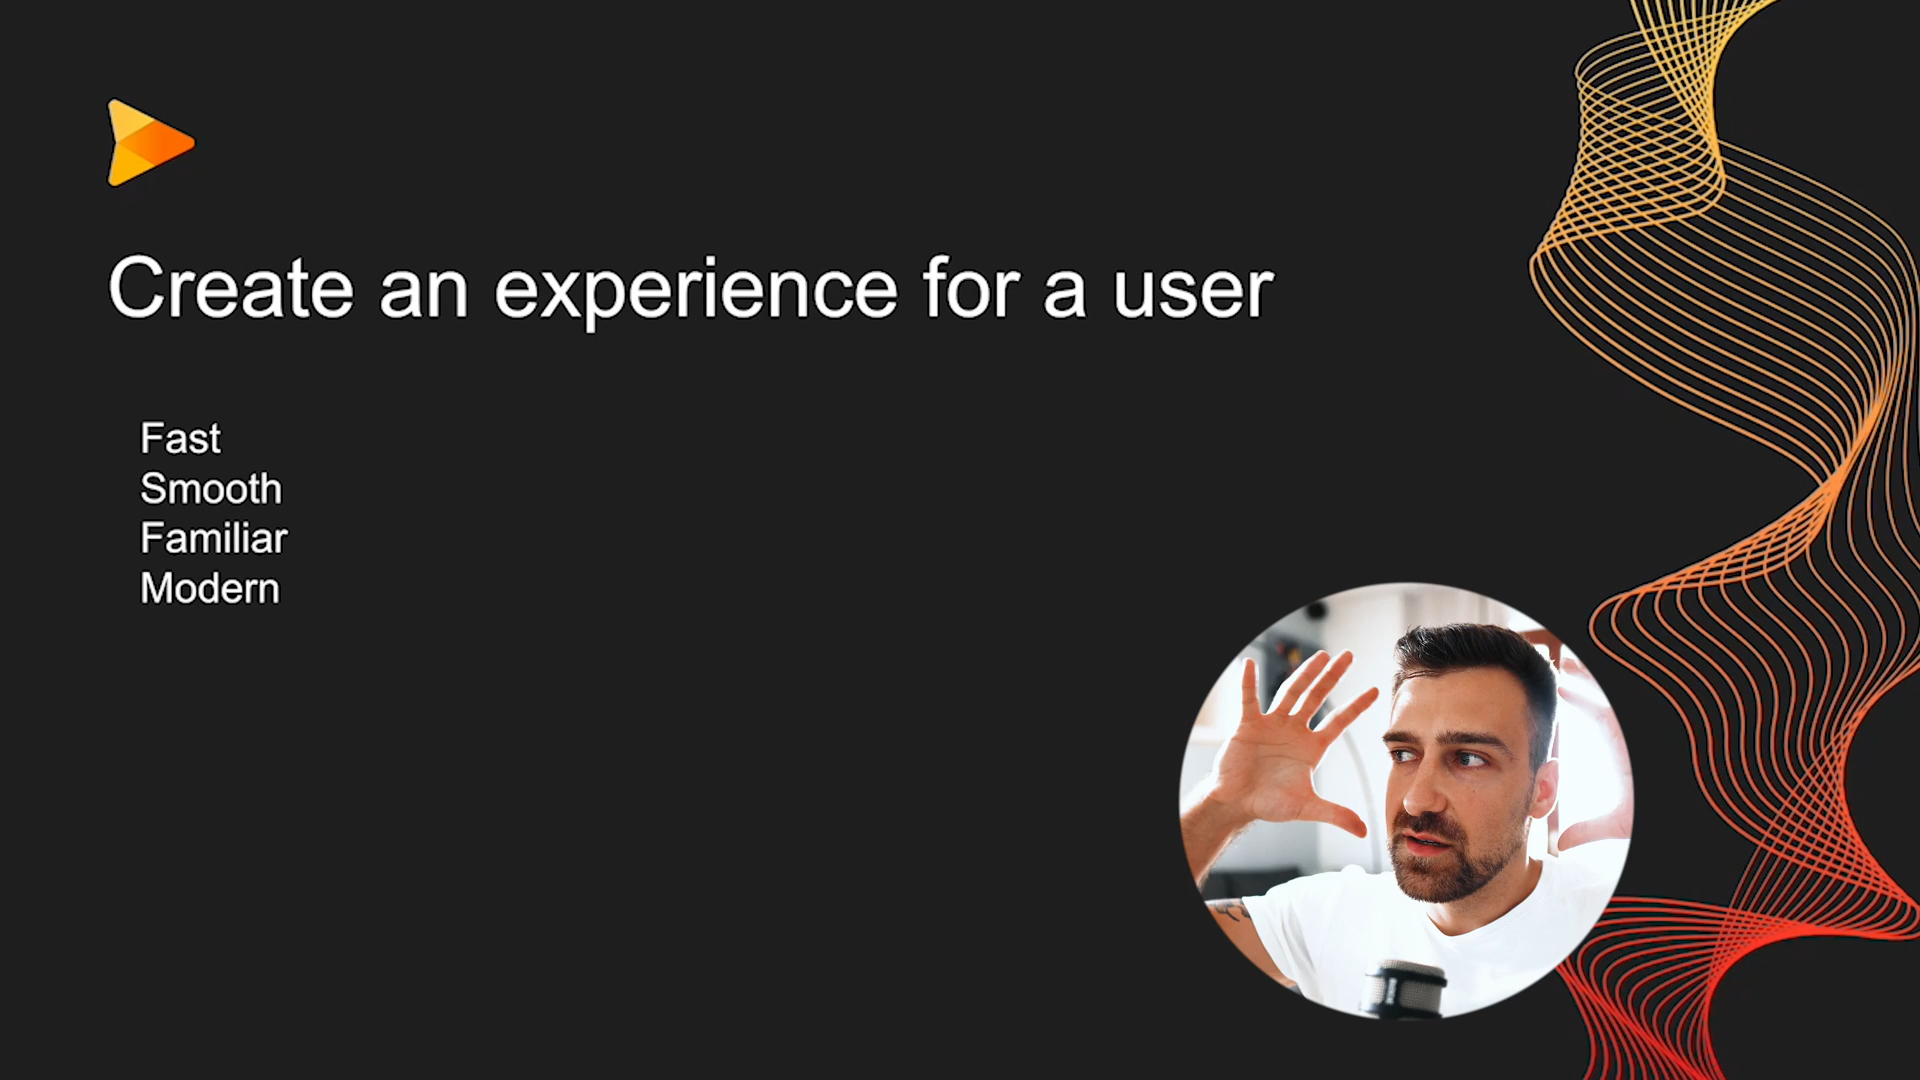 Create an experience for a user
Fast
Smooth
Familiar
Modern